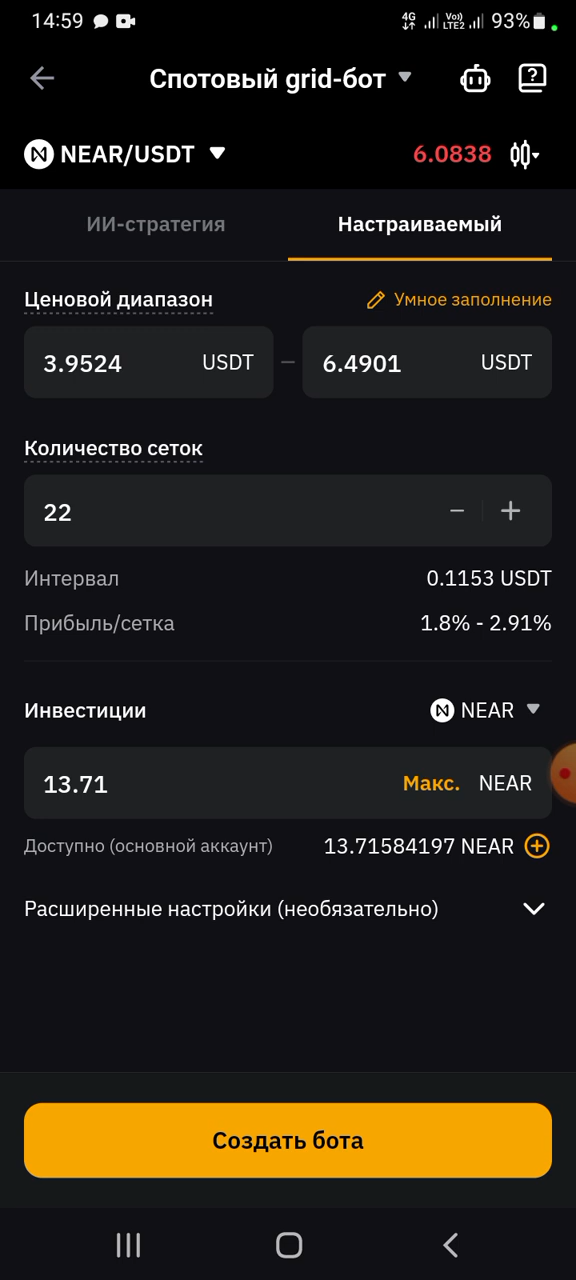 14:59 4G Vo)) LTE2 93%
Спотовый grid-бот
NEAR/USDT 6.0838
ИИ-стратегия Настраиваемый
Ценовой диапазон Умное заполнение
3.9524 USDT – 6.4901 USDT
Количество сеток
22 − +
Интервал 0.1153 USDT
Прибыль/сетка 1.8% - 2.91%
Инвестиции NEAR
13.71 Макс. NEAR
Доступно (основной аккаунт) 13.71584197 NEAR
Расширенные настройки (необязательно)
Создать бота